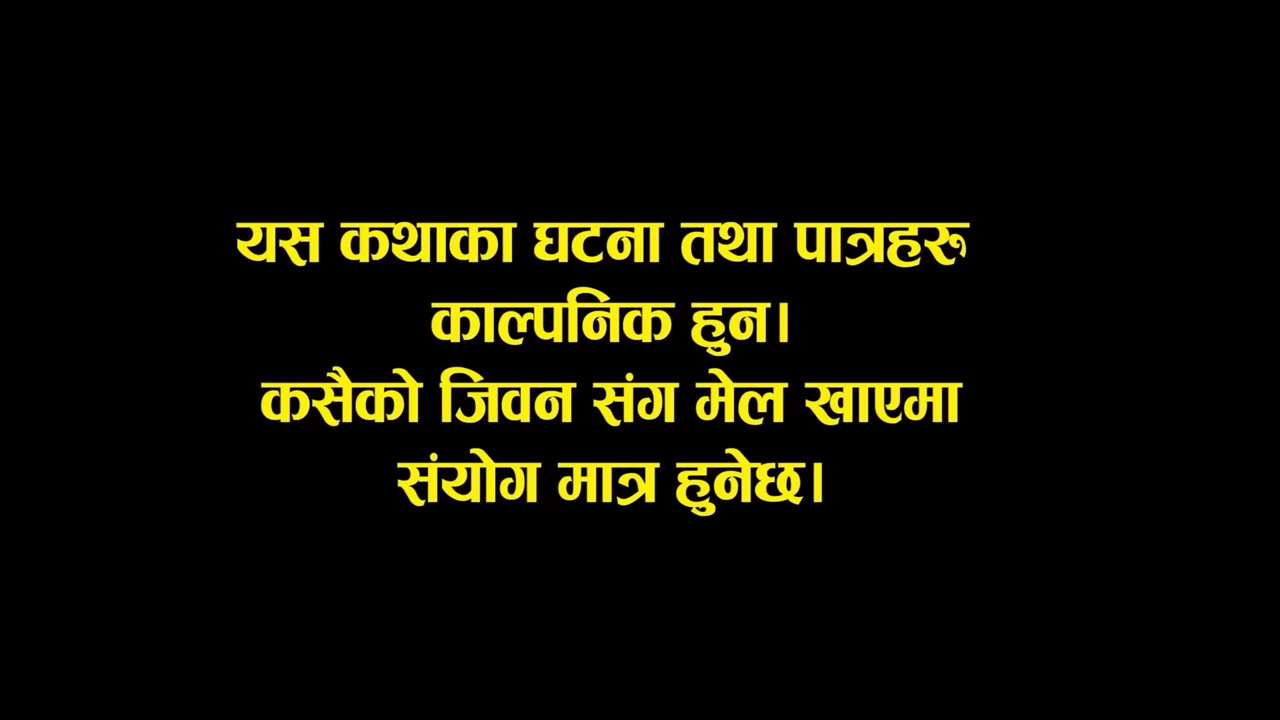 यस कथाका घटना तथा पात्रहरू
काल्पनिक हुन।
कसैको जिवन संग मेल खाएमा
संयोग मात्र हुनेछ।